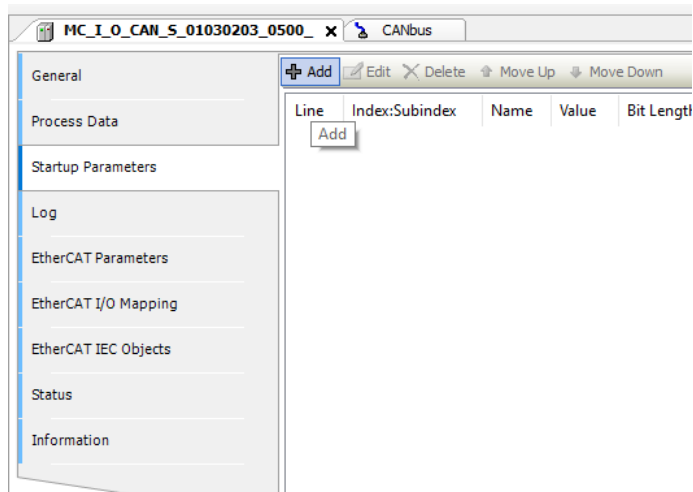 MC_I_O_CAN_S_01030203_0500_ CANbus
General
Add Edit Delete Move Up Move Down
Line Index:Subindex Name Value Bit Length
Add
Process Data
Startup Parameters
Log
EtherCAT Parameters
EtherCAT I/O Mapping
EtherCAT IEC Objects
Status
Information